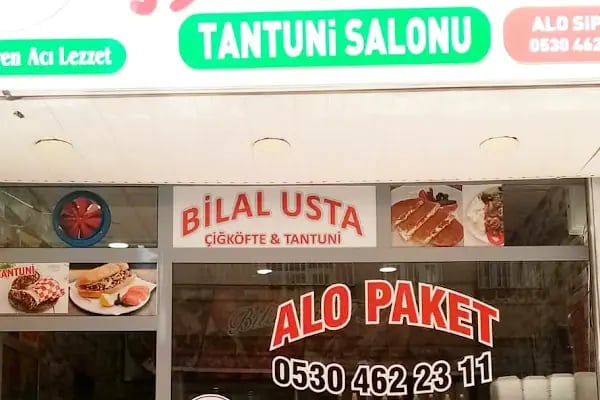 TANTUNİ SALONU
ren Acı Lezzet
ALO SİP
0530 462
BİLAL USTA
ÇİĞKÖFTE & TANTUNİ
TANTUNİ
ALO PAKET
0530 462 23 11